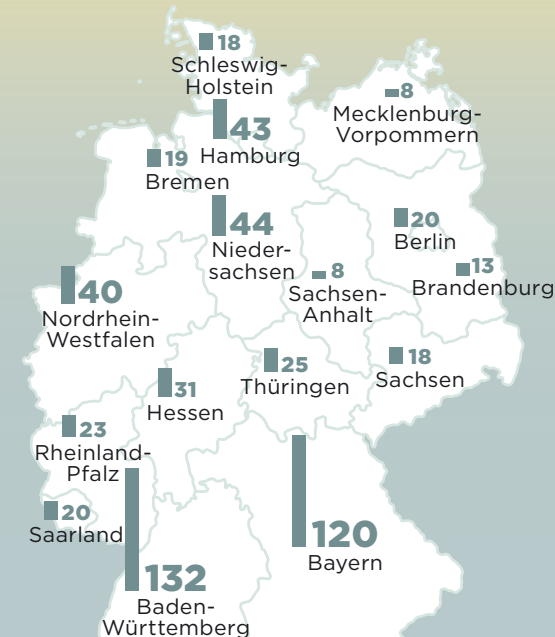 18
Schleswig-
Holstein
8
Mecklenburg-
Vorpommern
43
Hamburg
19
Bremen
20
Berlin
44
Nieder-
sachsen
13
Brandenburg
8
Sachsen-
Anhalt
40
Nordrhein-
Westfalen
25
Thüringen
18
Sachsen
31
Hessen
23
Rheinland-
Pfalz
20
Saarland
120
Bayern
132
Baden-
Württemberg